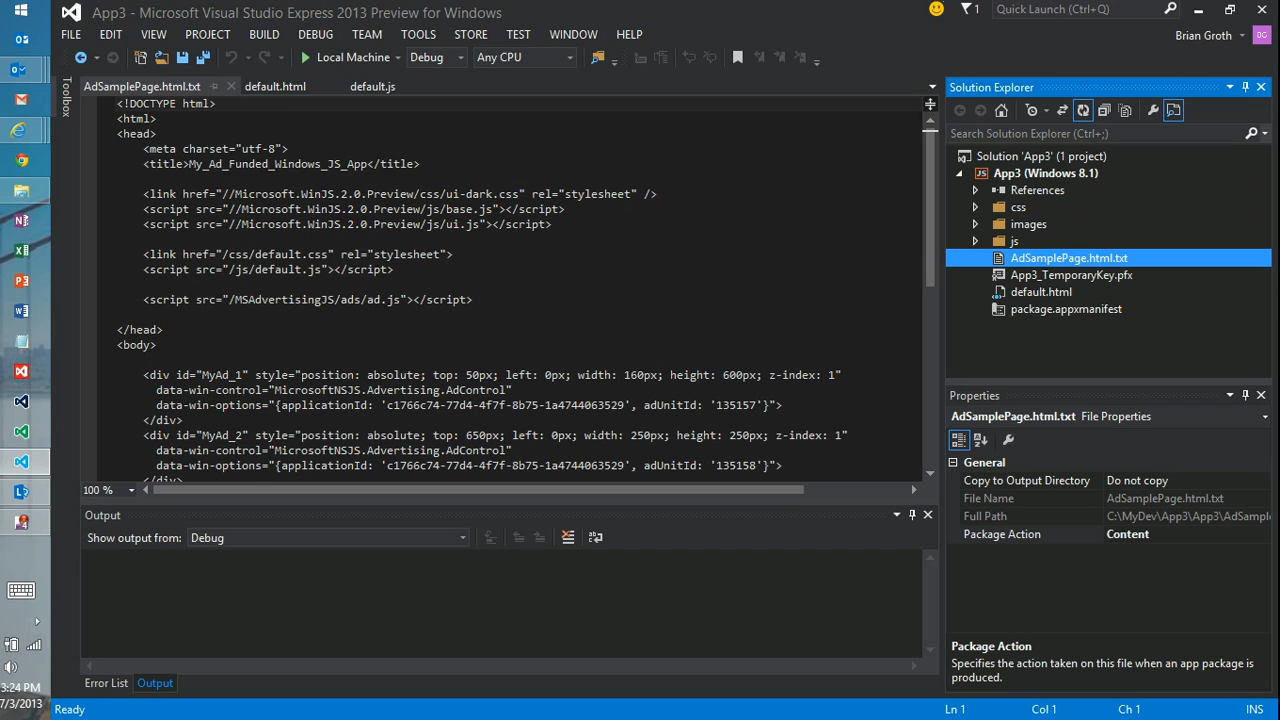 App3 - Microsoft Visual Studio Express 2013 Preview for Windows
1
Quick Launch (Ctrl+Q)
FILE EDIT VIEW PROJECT BUILD DEBUG TEAM TOOLS STORE TEST WINDOW HELP
Brian Groth
DC
Local Machine Debug Any CPU
Toolbox
AdSamplePage.html.txt default.html default.js
<!DOCTYPE html>
<html>
<head>
<meta charset="utf-8">
<title>My_Ad_Funded_Windows_JS_App</title>
<link href="//Microsoft.WinJS.2.0.Preview/css/ui-dark.css" rel="stylesheet" />
<script src="//Microsoft.WinJS.2.0.Preview/js/base.js"></script>
<script src="//Microsoft.WinJS.2.0.Preview/js/ui.js"></script>
<link href="/css/default.css" rel="stylesheet">
<script src="/js/default.js"></script>
<script src="/MSAdvertisingJS/ads/ad.js"></script>
</head>
<body>
<div id="MyAd_1" style="position: absolute; top: 50px; left: 0px; width: 160px; height: 600px; z-index: 1"
data-win-control="MicrosoftNSJS.Advertising.AdControl"
data-win-options="{applicationId: 'c1766c74-77d4-4f7f-8b75-1a4744063529', adUnitId: '135157'}">
</div>
<div id="MyAd_2" style="position: absolute; top: 650px; left: 0px; width: 250px; height: 250px; z-index: 1"
data-win-control="MicrosoftNSJS.Advertising.AdControl"
data-win-options="{applicationId: 'c1766c74-77d4-4f7f-8b75-1a4744063529', adUnitId: '135158'}">
</div>
100 %
Output
Show output from: Debug
Error List Output
Solution Explorer
Search Solution Explorer (Ctrl+;)
Solution 'App3' (1 project)
JS App3 (Windows 8.1)
References
css
images
js
AdSamplePage.html.txt
App3_TemporaryKey.pfx
default.html
package.appxmanifest
Properties
AdSamplePage.html.txt File Properties
General
Copy to Output Directory Do not copy
File Name AdSamplePage.html.txt
Full Path C:\MyDev\App3\App3\AdSampl
Package Action Content
Package Action
Specifies the action taken on this file when an app package is
produced.
3:24 PM
7/3/2013
Ready Ln 1 Col 1 Ch 1 INS